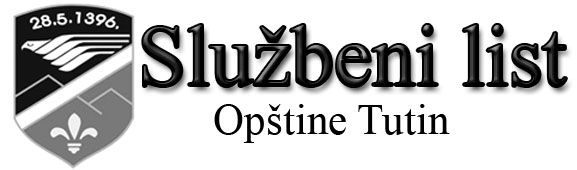 28.5.1396.
Službeni list
Opštine Tutin